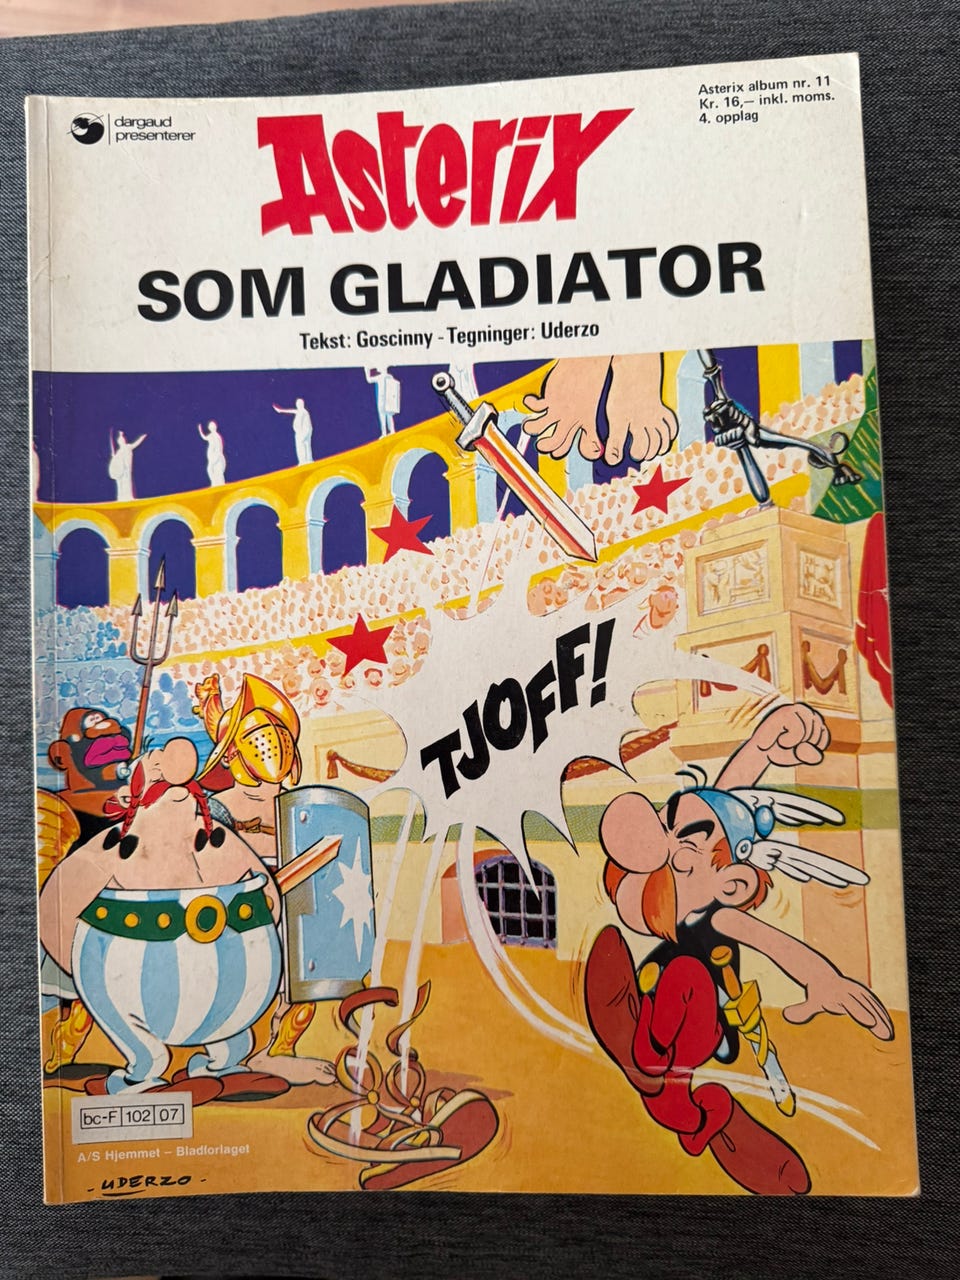 dargaud
presenterer
Asterix album nr. 11
Kr. 16,– inkl. moms.
4. opplag
Asterix
SOM GLADIATOR
Tekst: Goscinny - Tegninger: Uderzo
TJOFF!
bc-F 102 07
A/S Hjemmet – Bladforlaget
- UDERZO -